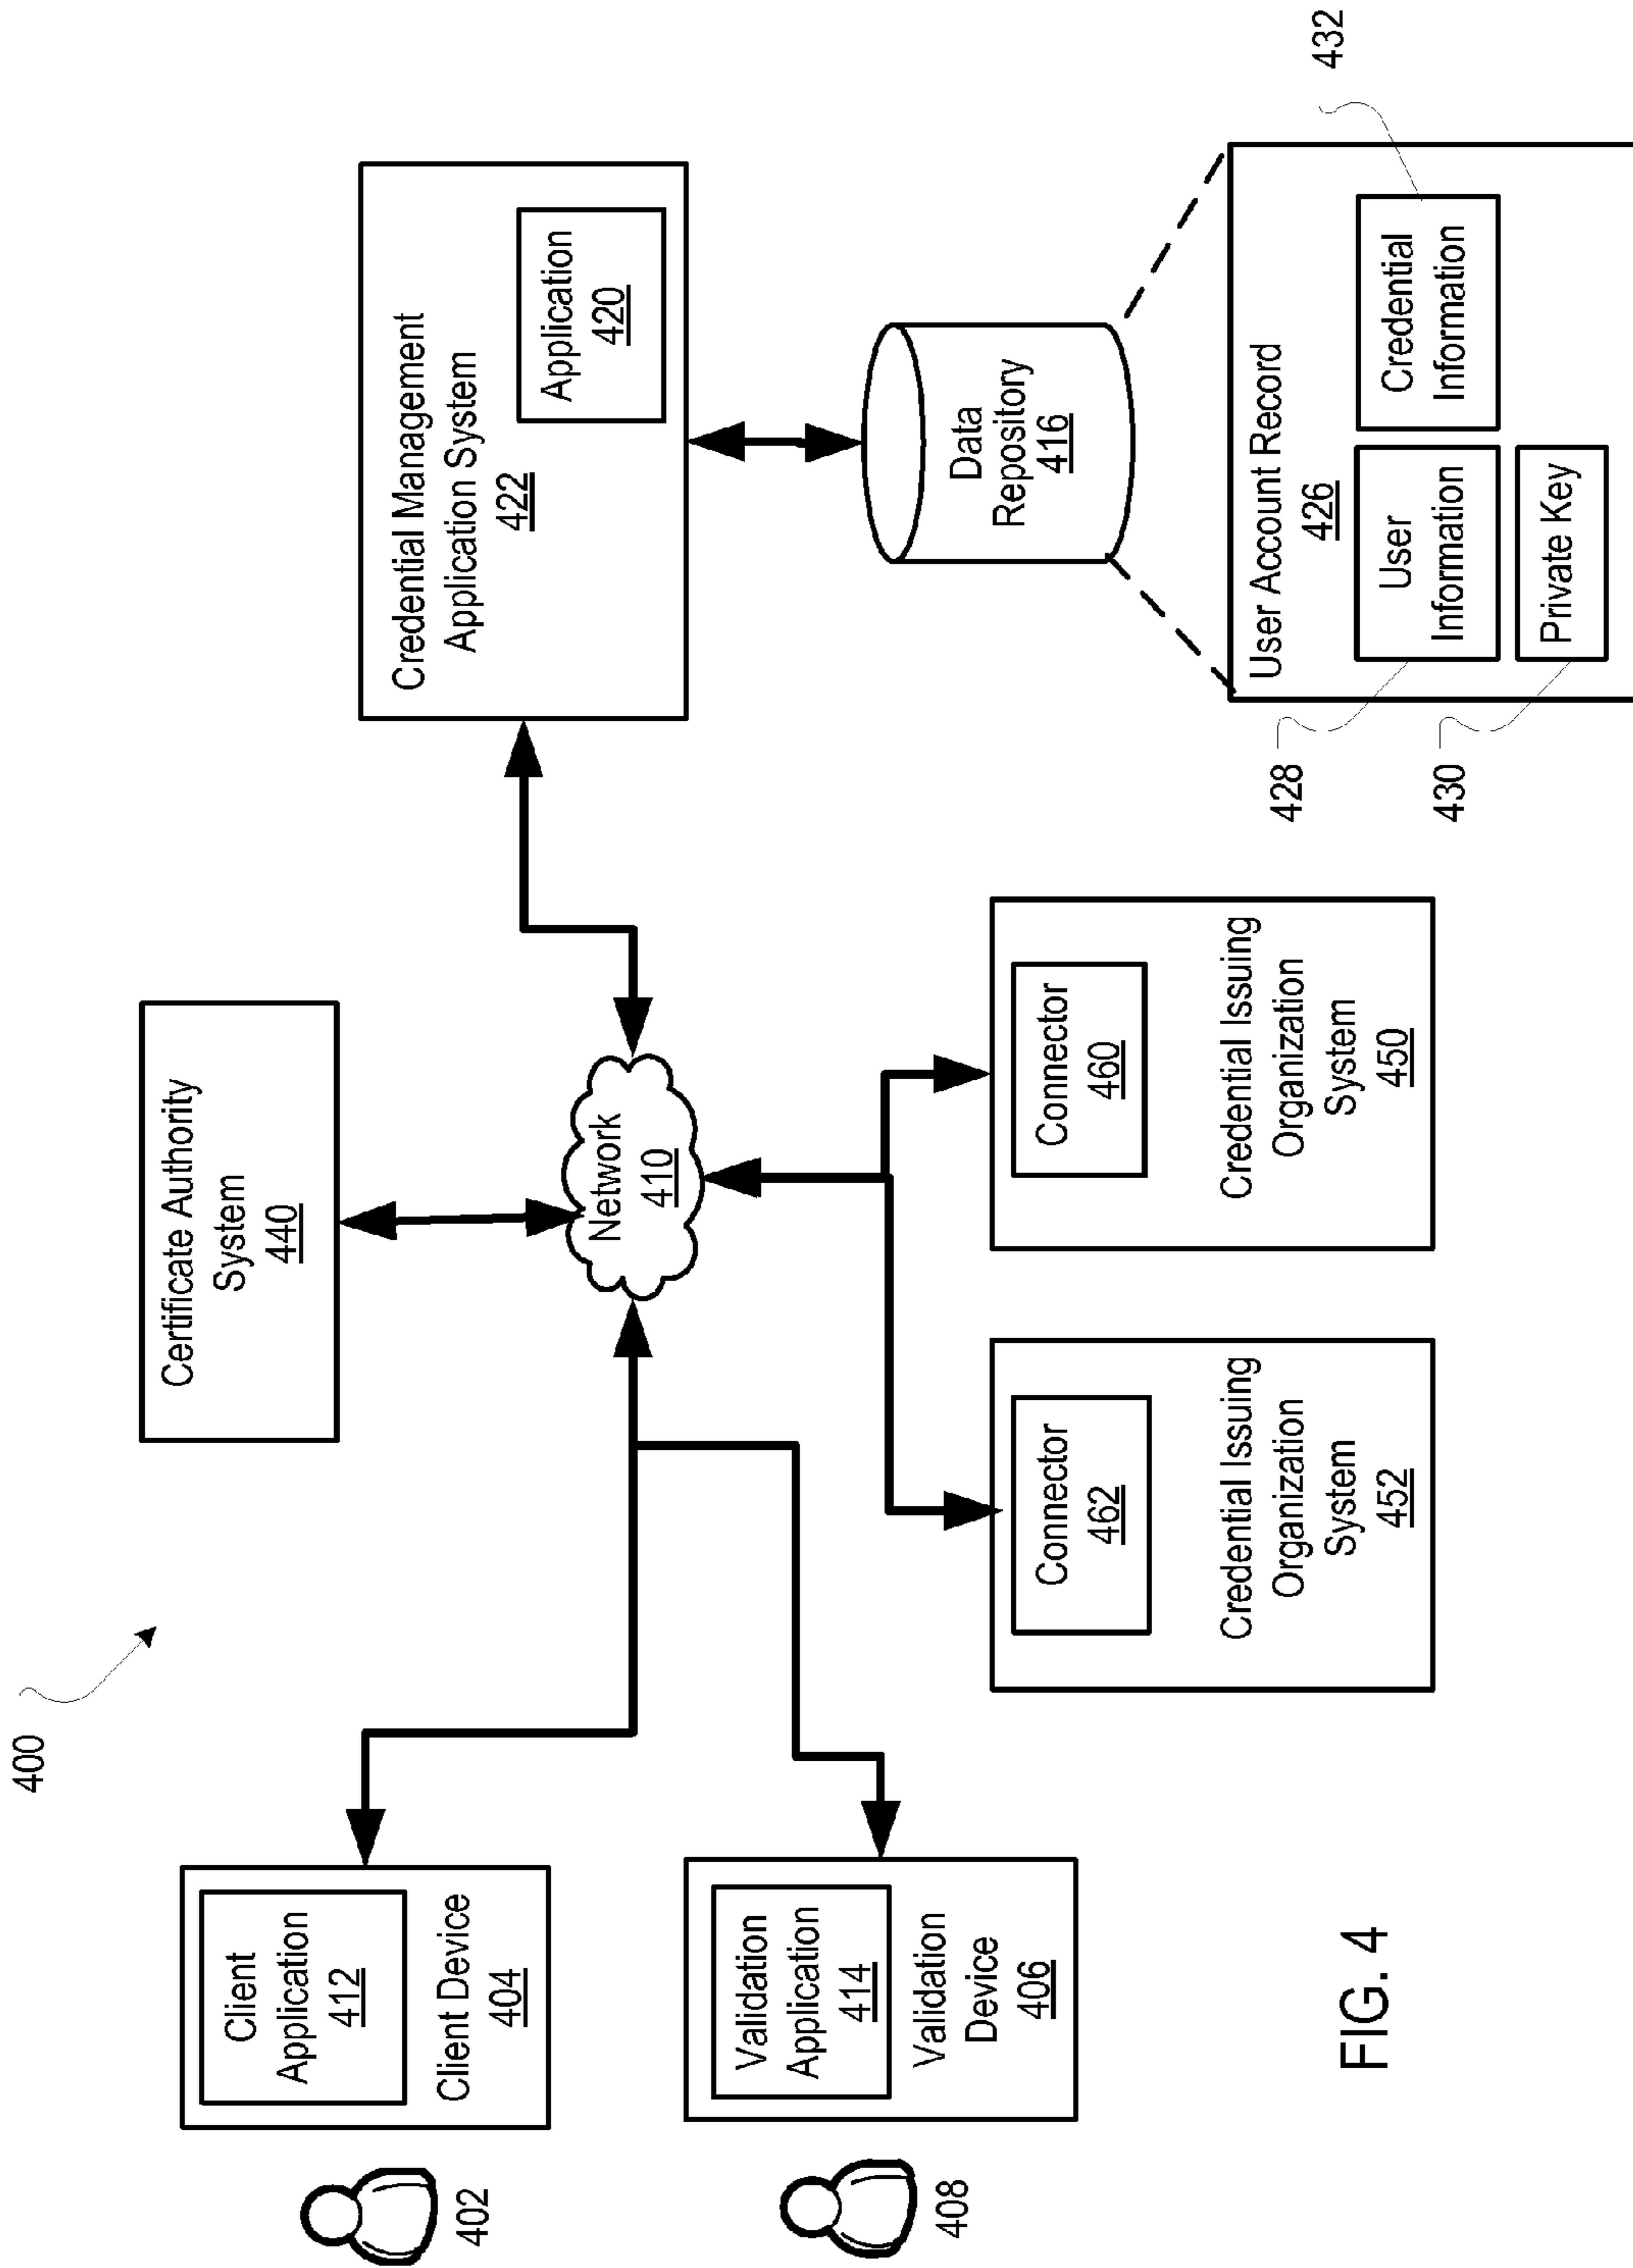 400
Certificate Authority
System
440
Credential Management
Application System
422
Application
420
Client
Application
412
Client Device
404
402
Network
410
Validation
Application
414
Validation
Device
406
408
Data
Repository
416
Connector
462
Credential Issuing
Organization
System
452
Connector
460
Credential Issuing
Organization
System
450
User Account Record
426
User
Information
428
Credential
Information
432
Private Key
430
FIG. 4